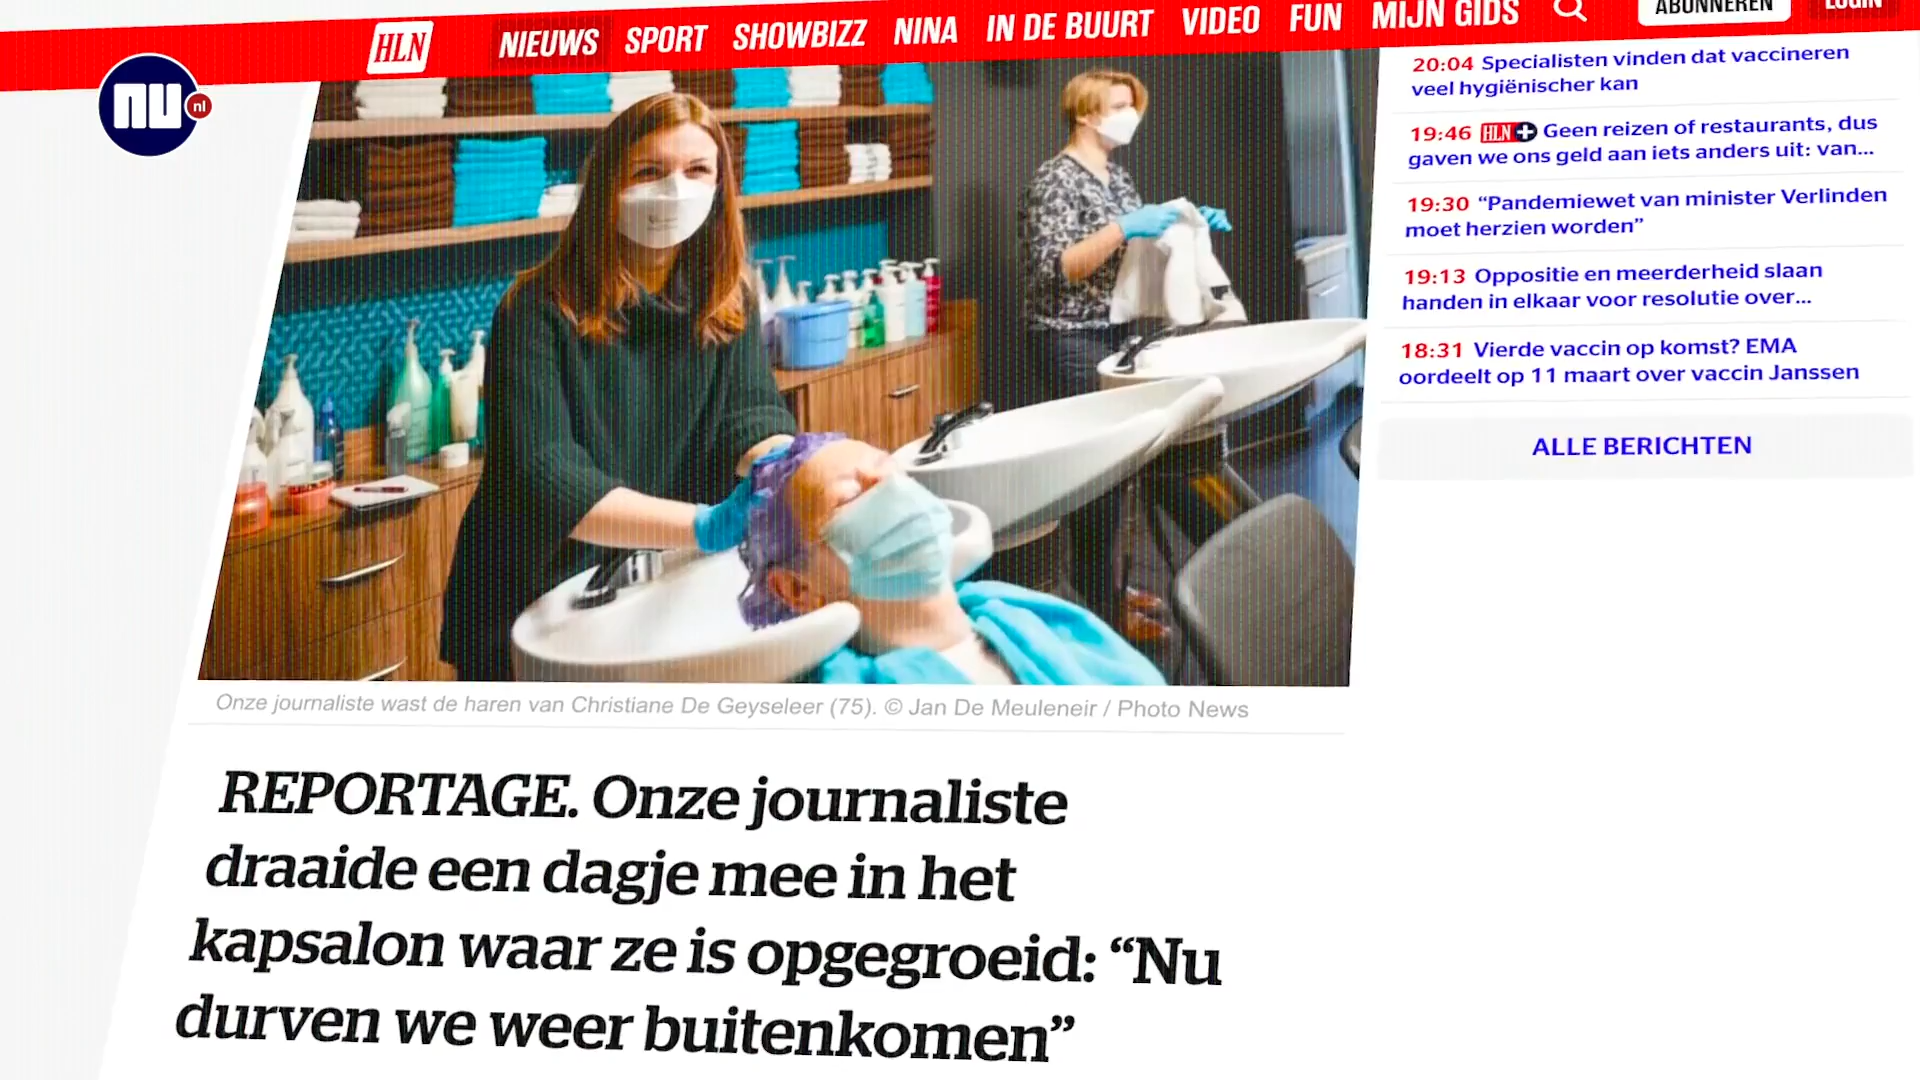 HLN NIEUWS SPORT SHOWBIZZ NINA IN DE BUURT VIDEO FUN MIJN GIDS ABONNEREN LOGIN
nu nl
20:04 Specialisten vinden dat vaccineren
veel hygiënischer kan
19:46 HLN+ Geen reizen of restaurants, dus
gaven we ons geld aan iets anders uit: van...
19:30 “Pandemiewet van minister Verlinden
moet herzien worden”
19:13 Oppositie en meerderheid slaan
handen in elkaar voor resolutie over...
18:31 Vierde vaccin op komst? EMA
oordeelt op 11 maart over vaccin Janssen
ALLE BERICHTEN
Onze journaliste wast de haren van Christiane De Geyseleer (75). © Jan De Meuleneir / Photo News
REPORTAGE. Onze journaliste
draaide een dagje mee in het
kapsalon waar ze is opgegroeid: “Nu
durven we weer buitenkomen”